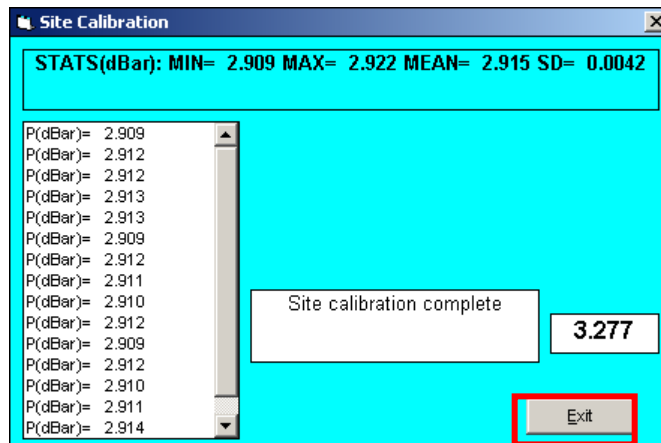 Site Calibration
STATS(dBar): MIN= 2.909 MAX= 2.922 MEAN= 2.915 SD= 0.0042
P(dBar)= 2.909
P(dBar)= 2.912
P(dBar)= 2.912
P(dBar)= 2.913
P(dBar)= 2.913
P(dBar)= 2.909
P(dBar)= 2.912
P(dBar)= 2.911
P(dBar)= 2.910
P(dBar)= 2.912
P(dBar)= 2.909
P(dBar)= 2.912
P(dBar)= 2.910
P(dBar)= 2.911
P(dBar)= 2.914
Site calibration complete
3.277
Exit